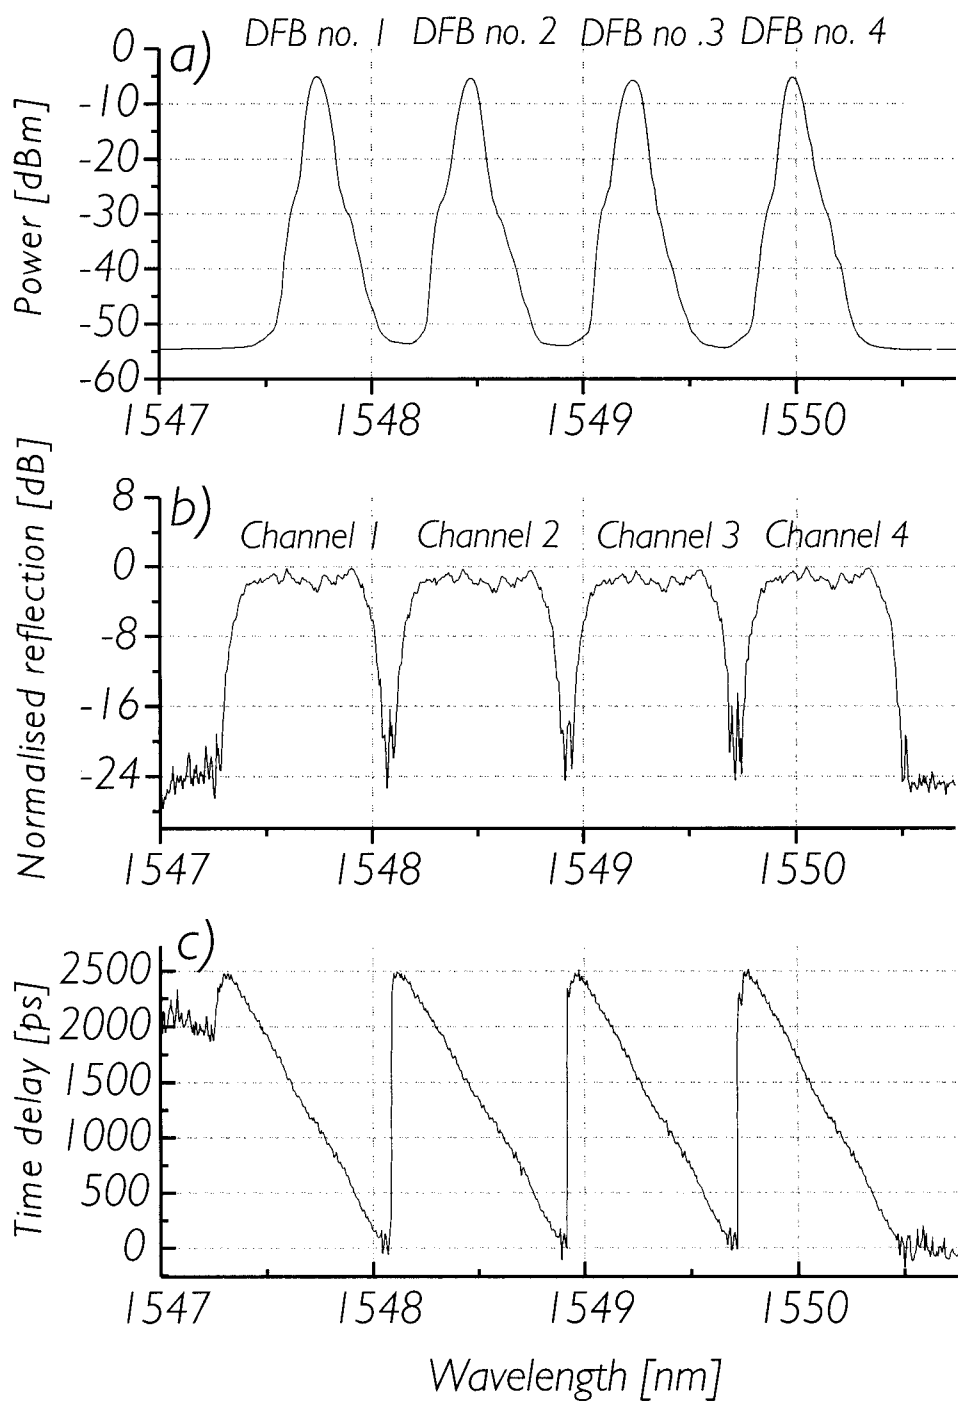 DFB no. 1 DFB no. 2 DFB no .3 DFB no. 4
a)
Power [dBm]
0
-10
-20
-30
-40
-50
-60
1547 1548 1549 1550
b)
Normalised reflection [dB]
Channel 1 Channel 2 Channel 3 Channel 4
8
0
-8
-16
-24
1547 1548 1549 1550
c)
Time delay [ps]
2500
2000
1500
1000
500
0
1547 1548 1549 1550
Wavelength [nm]